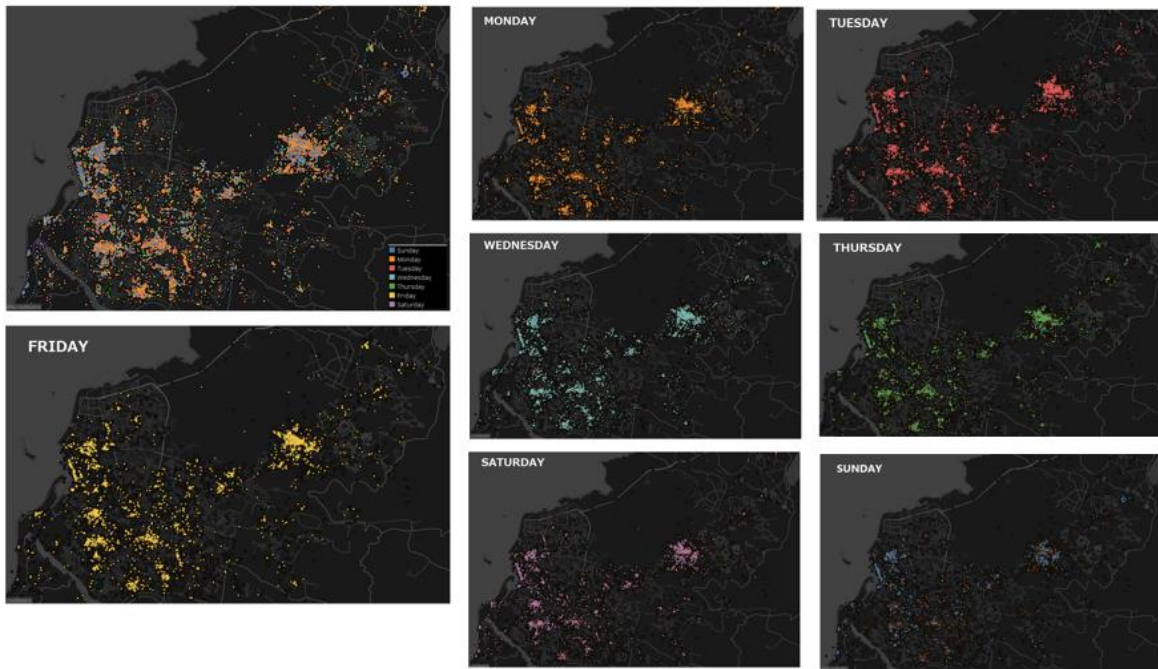 MONDAY
TUESDAY
Sunday
Monday
Tuesday
Wednesday
Thursday
Friday
Saturday
WEDNESDAY
THURSDAY
FRIDAY
SATURDAY
SUNDAY